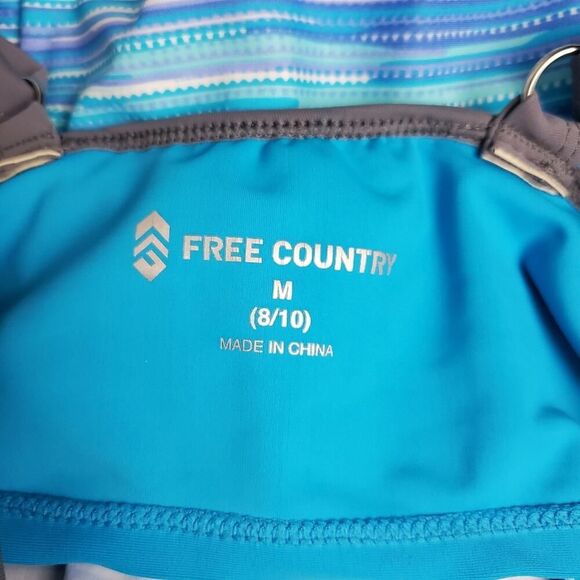 FREE COUNTRY
M
(8/10)
MADE IN CHINA